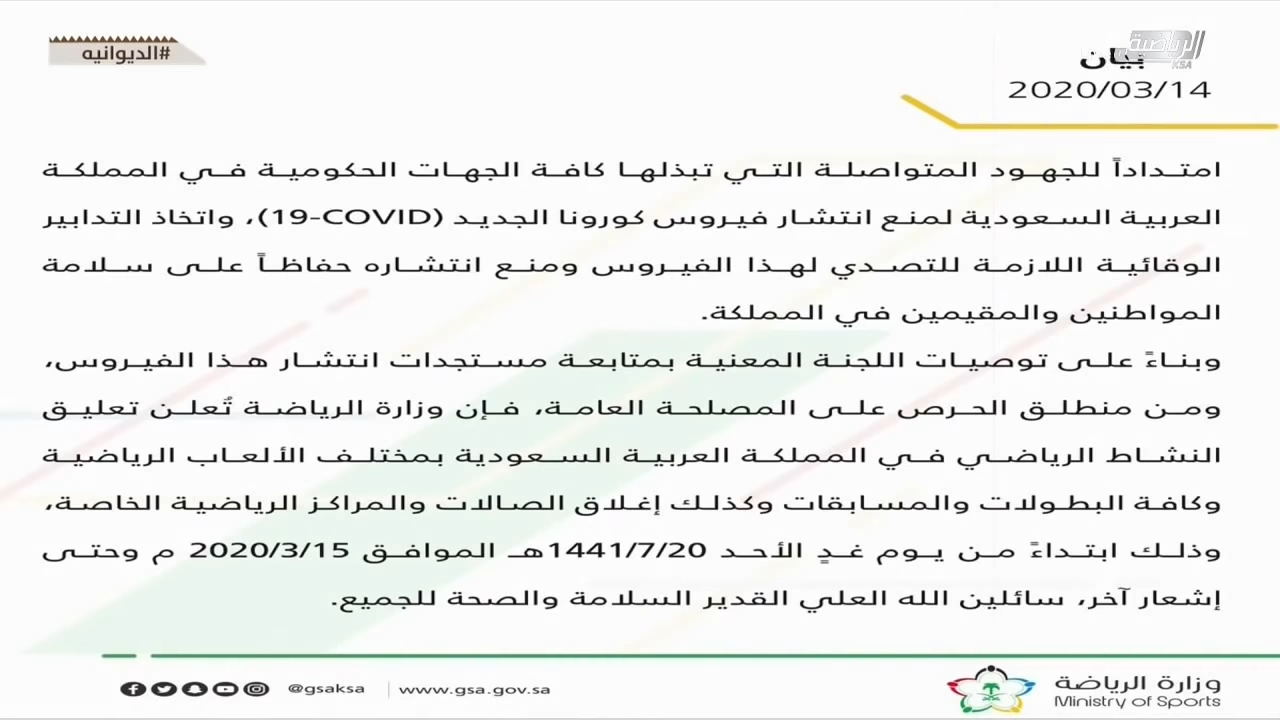 #الديوانيه
الرياضية
KSA
بيان
2020/03/14
امتداداً للجهود المتواصلة التي تبذلها كافة الجهات الحكومية في المملكة
العربية السعودية لمنع انتشار فيروس كورونا الجديد (COVID-19)، واتخاذ التدابير
الوقائية اللازمة للتصدي لهذا الفيروس ومنع انتشاره حفاظاً على سلامة
المواطنين والمقيمين في المملكة.
وبناءً على توصيات اللجنة المعنية بمتابعة مستجدات انتشار هذا الفيروس،
ومن منطلق الحرص على المصلحة العامة، فإن وزارة الرياضة تُعلن تعليق
النشاط الرياضي في المملكة العربية السعودية بمختلف الألعاب الرياضية
وكافة البطولات والمسابقات وكذلك إغلاق الصالات والمراكز الرياضية الخاصة،
وذلك ابتداءً من يوم غدٍ الأحد 1441/7/20هـ الموافق 2020/3/15 م وحتى
إشعار آخر، سائلين الله العلي القدير السلامة والصحة للجميع.
وزارة الرياضة
Ministry of Sports
@gsaksa
www.gsa.gov.sa